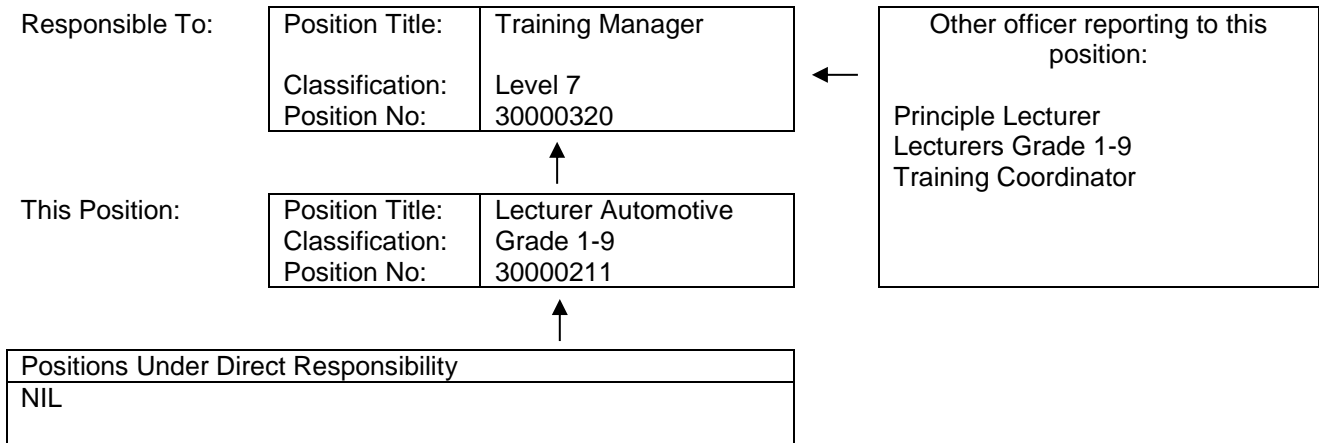 Responsible To:
Position Title: Training Manager
Classification: Level 7
Position No: 30000320
Other officer reporting to this
position:
Principle Lecturer
Lecturers Grade 1-9
Training Coordinator
This Position:
Position Title: Lecturer Automotive
Classification: Grade 1-9
Position No: 30000211
Positions Under Direct Responsibility
NIL